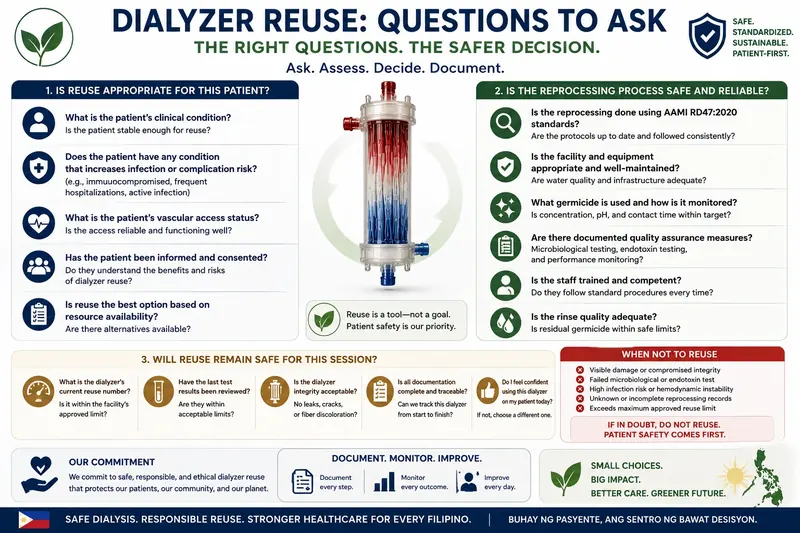 DIALYZER REUSE: QUESTIONS TO ASK
THE RIGHT QUESTIONS. THE SAFER DECISION.
Ask. Assess. Decide. Document.
SAFE.
STANDARDIZED.
SUSTAINABLE.
PATIENT-FIRST.
1. IS REUSE APPROPRIATE FOR THIS PATIENT?
What is the patient's clinical condition?
Is the patient stable enough for reuse?
Does the patient have any condition
that increases infection or complication risk?
(e.g., immuuocompromised, frequent
hospitalizations, active infection)
What is the patient's vascular access status?
Is the access reliable and functioning well?
Has the patient been informed and consented?
Do they understand the benefits and risks
of dialyzer reuse?
Is reuse the best option based on
resource availability?
Are there alternatives available?
Reuse is a tool—not a goal.
Patient safety is our priority.
2. IS THE REPROCESSING PROCESS SAFE AND RELIABLE?
Is the reprocessing done using AAMI RD47:2020
standards?
Are the protocols up to date and followed consistently?
Is the facility and equipment
appropriate and well-maintained?
Are water quality and infrastructure adequate?
What germicide is used and how is it monitored?
Is concentration, pH, and contact time within target?
Are there documented quality assurance measures?
Microbiological testing, endotoxin testing,
and performance monitoring?
Is the staff trained and competent?
Do they follow standard procedures every time?
Is the rinse quality adequate?
Is residual germicide within safe limits?
3. WILL REUSE REMAIN SAFE FOR THIS SESSION?
What is the dialyzer's
current reuse number?
Is it within the facility's
approved limit?
Have the last test
results been reviewed?
Are they within
acceptable limits?
Is the dialyzer
integrity acceptable?
No leaks, cracks,
or fiber discoloration?
Is all documentation
complete and traceable?
Can we track this dialyzer
from start to finish?
Do I feel confident
using this dialyzer
on my patient today?
If not, choose a different one.
WHEN NOT TO REUSE
Visible damage or compromised integrity
Failed microbiological or endotoxin test
High infection risk or hemodynamic instability
Unknown or incomplete reprocessing records
Exceeds maximum approved reuse limit
IF IN DOUBT, DO NOT REUSE.
PATIENT SAFETY COMES FIRST.
OUR COMMITMENT
We commit to safe, responsible, and ethical dialyzer reuse
that protects our patients, our community, and our planet.
DOCUMENT. MONITOR. IMPROVE.
Document
every step.
Monitor
every outcome.
Improve
every day.
SMALL CHOICES.
BIG IMPACT.
BETTER CARE. GREENER FUTURE.
SAFE DIALYSIS. RESPONSIBLE REUSE. STRONGER HEALTHCARE FOR EVERY FILIPINO.
BUHAY NG PASYENTE, ANG SENTRO NG BAWAT DESISYON.